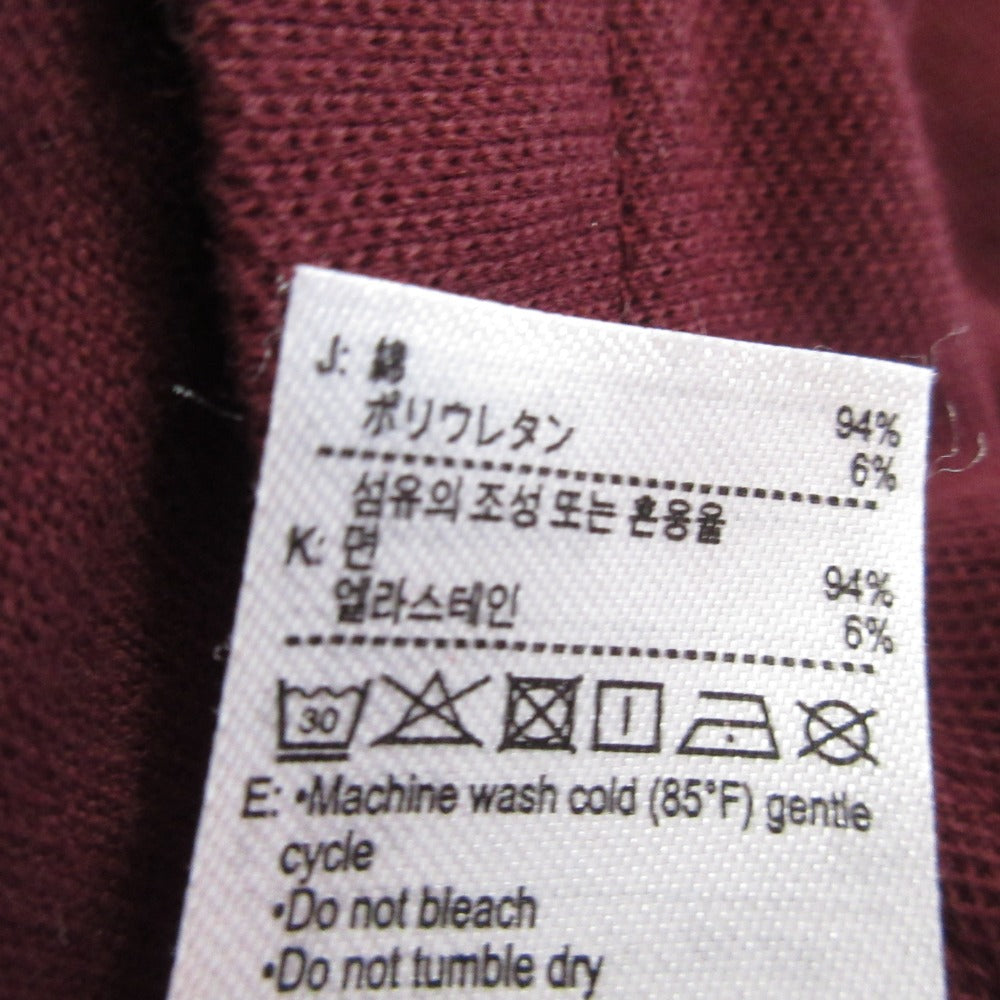 J: 綿
ポリウレタン 94%
6%
섬유의 조성 또는 혼용율
K: 면
엘라스테인 94%
6%
30
E: •Machine wash cold (85°F) gentle
cycle
•Do not bleach
•Do not tumble dry